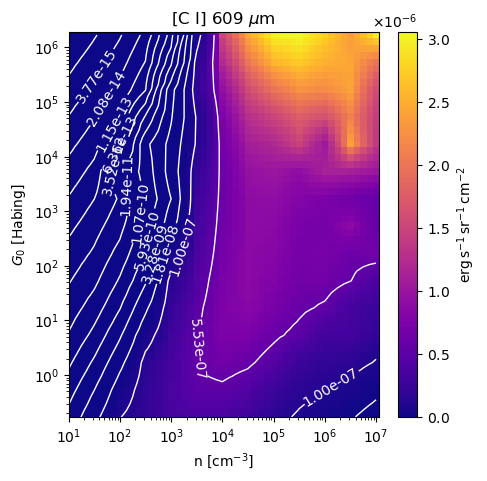 [C I] 609 μm
×10⁻⁶
3.0
2.5
2.0
1.5
1.0
0.5
0.0
erg s⁻¹ sr⁻¹ cm⁻²
10⁶
10⁵
10⁴
10³
10²
10¹
10⁰
G₀ [Habing]
3.77e-15
2.08e-14
1.15e-13
1.94e-11
1.07e-10
5.93e-10
3.28e-09
1.81e-08
1.00e-07
5.53e-07
1.00e-07
10¹ 10² 10³ 10⁴ 10⁵ 10⁶ 10⁷
n [cm⁻³]